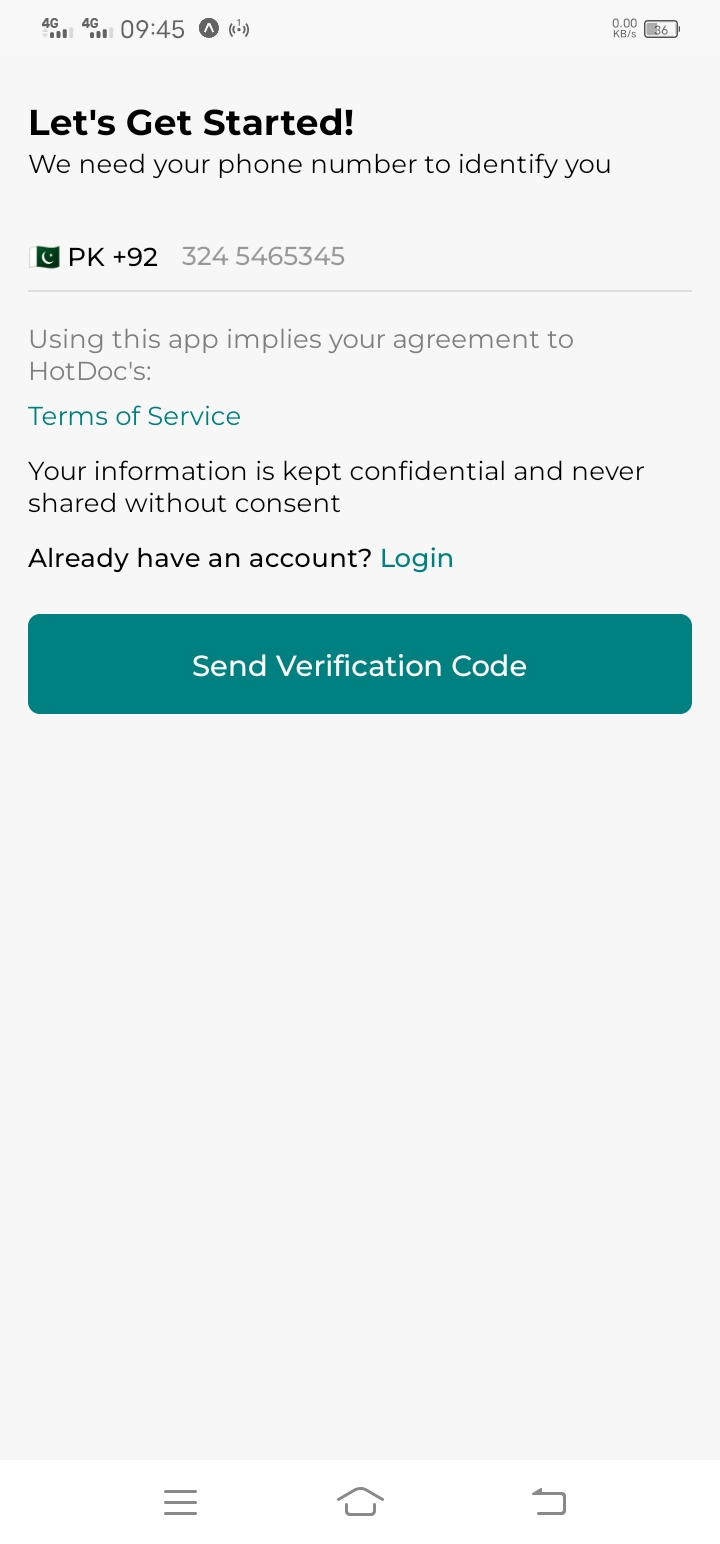 4G 4G 09:45 0.00 KB/s 36
Let's Get Started!
We need your phone number to identify you
PK +92 324 5465345
Using this app implies your agreement to
HotDoc's:
Terms of Service
Your information is kept confidential and never
shared without consent
Already have an account? Login
Send Verification Code